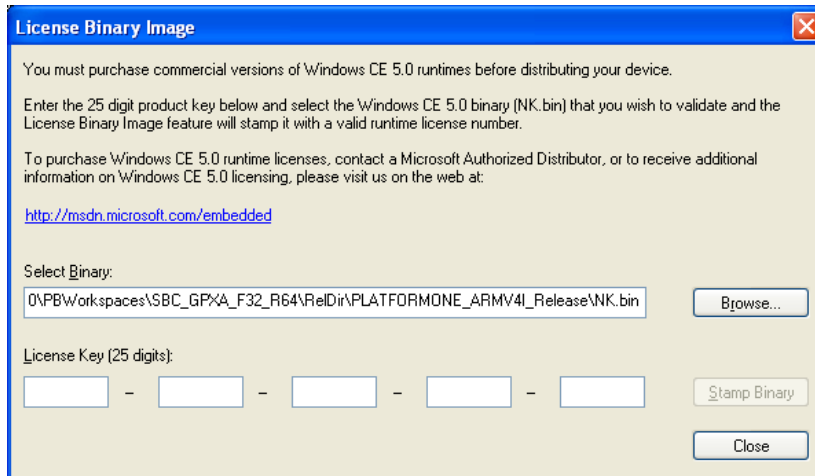 License Binary Image
You must purchase commercial versions of Windows CE 5.0 runtimes before distributing your device.
Enter the 25 digit product key below and select the Windows CE 5.0 binary (NK.bin) that you wish to validate and the
License Binary Image feature will stamp it with a valid runtime license number.
To purchase Windows CE 5.0 runtime licenses, contact a Microsoft Authorized Distributor, or to receive additional
information on Windows CE 5.0 licensing, please visit us on the web at:
http://msdn.microsoft.com/embedded
Select Binary:
0\PBWorkspaces\SBC_GPXA_F32_R64\RelDir\PLATFORMONE_ARMV4I_Release\NK.bin
Browse...
License Key (25 digits):
– – – –
Stamp Binary
Close